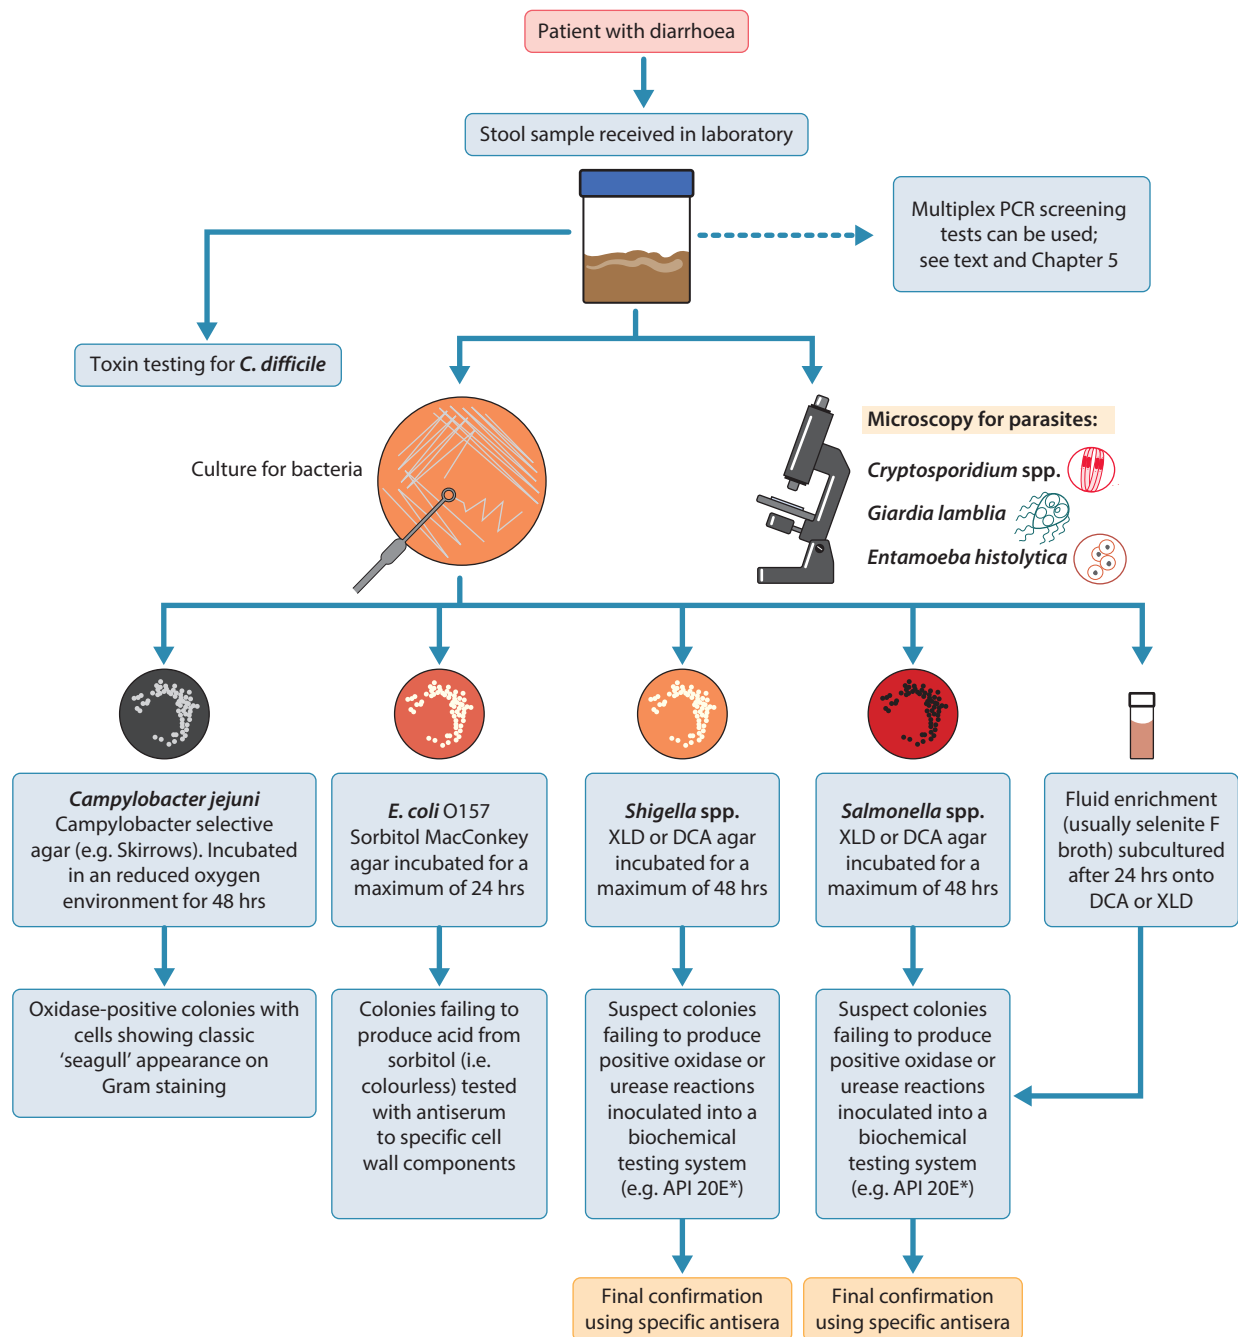 Patient with diarrhoea
Stool sample received in laboratory
Multiplex PCR screening
tests can be used;
see text and Chapter 5
Toxin testing for C. difficile
Culture for bacteria
Microscopy for parasites:
Cryptosporidium spp.
Giardia lamblia
Entamoeba histolytica
Campylobacter jejuni
Campylobacter selective
agar (e.g. Skirrows). Incubated
in an reduced oxygen
environment for 48 hrs
E. coli O157
Sorbitol MacConkey
agar incubated for a
maximum of 24 hrs
Shigella spp.
XLD or DCA agar
incubated for a
maximum of 48 hrs
Salmonella spp.
XLD or DCA agar
incubated for a
maximum of 48 hrs
Fluid enrichment
(usually selenite F
broth) subcultured
after 24 hrs onto
DCA or XLD
Oxidase-positive colonies with
cells showing classic
‘seagull’ appearance on
Gram staining
Colonies failing to
produce acid from
sorbitol (i.e.
colourless) tested
with antiserum
to specific cell
wall components
Suspect colonies
failing to produce
positive oxidase or
urease reactions
inoculated into a
biochemical
testing system
(e.g. API 20E*)
Suspect colonies
failing to produce
positive oxidase or
urease reactions
inoculated into a
biochemical
testing system
(e.g. API 20E*)
Final confirmation
using specific antisera
Final confirmation
using specific antisera